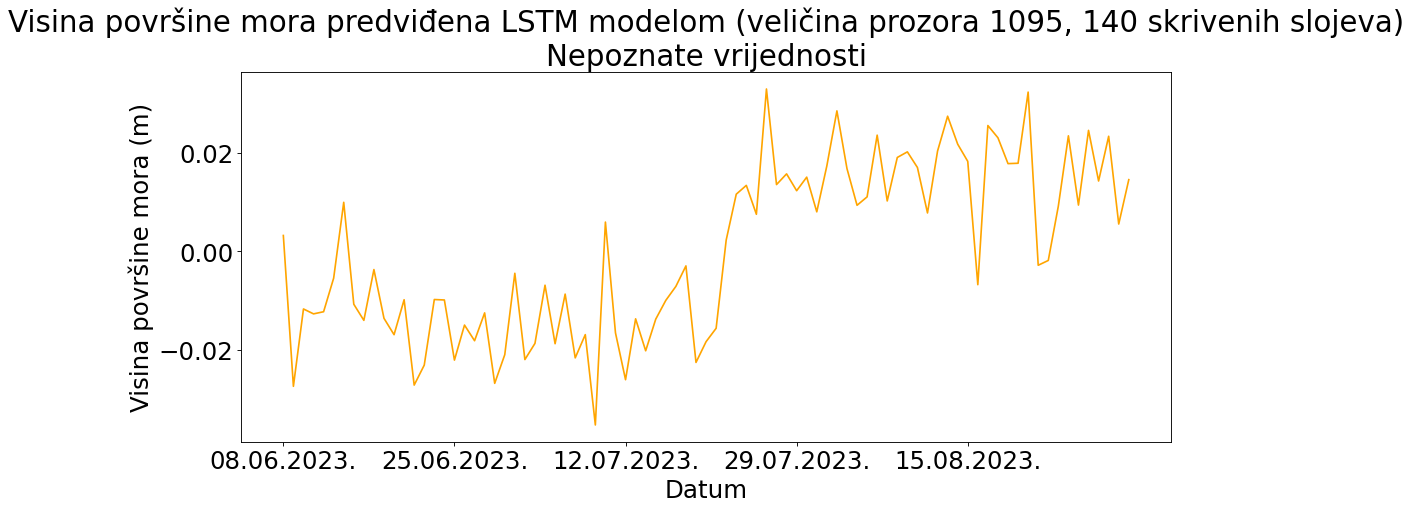 Visina površine mora predviđena LSTM modelom (veličina prozora 1095, 140 skrivenih slojeva)
Nepoznate vrijednosti
Visina površine mora (m)
0.02
0.00
−0.02
08.06.2023. 25.06.2023. 12.07.2023. 29.07.2023. 15.08.2023.
Datum